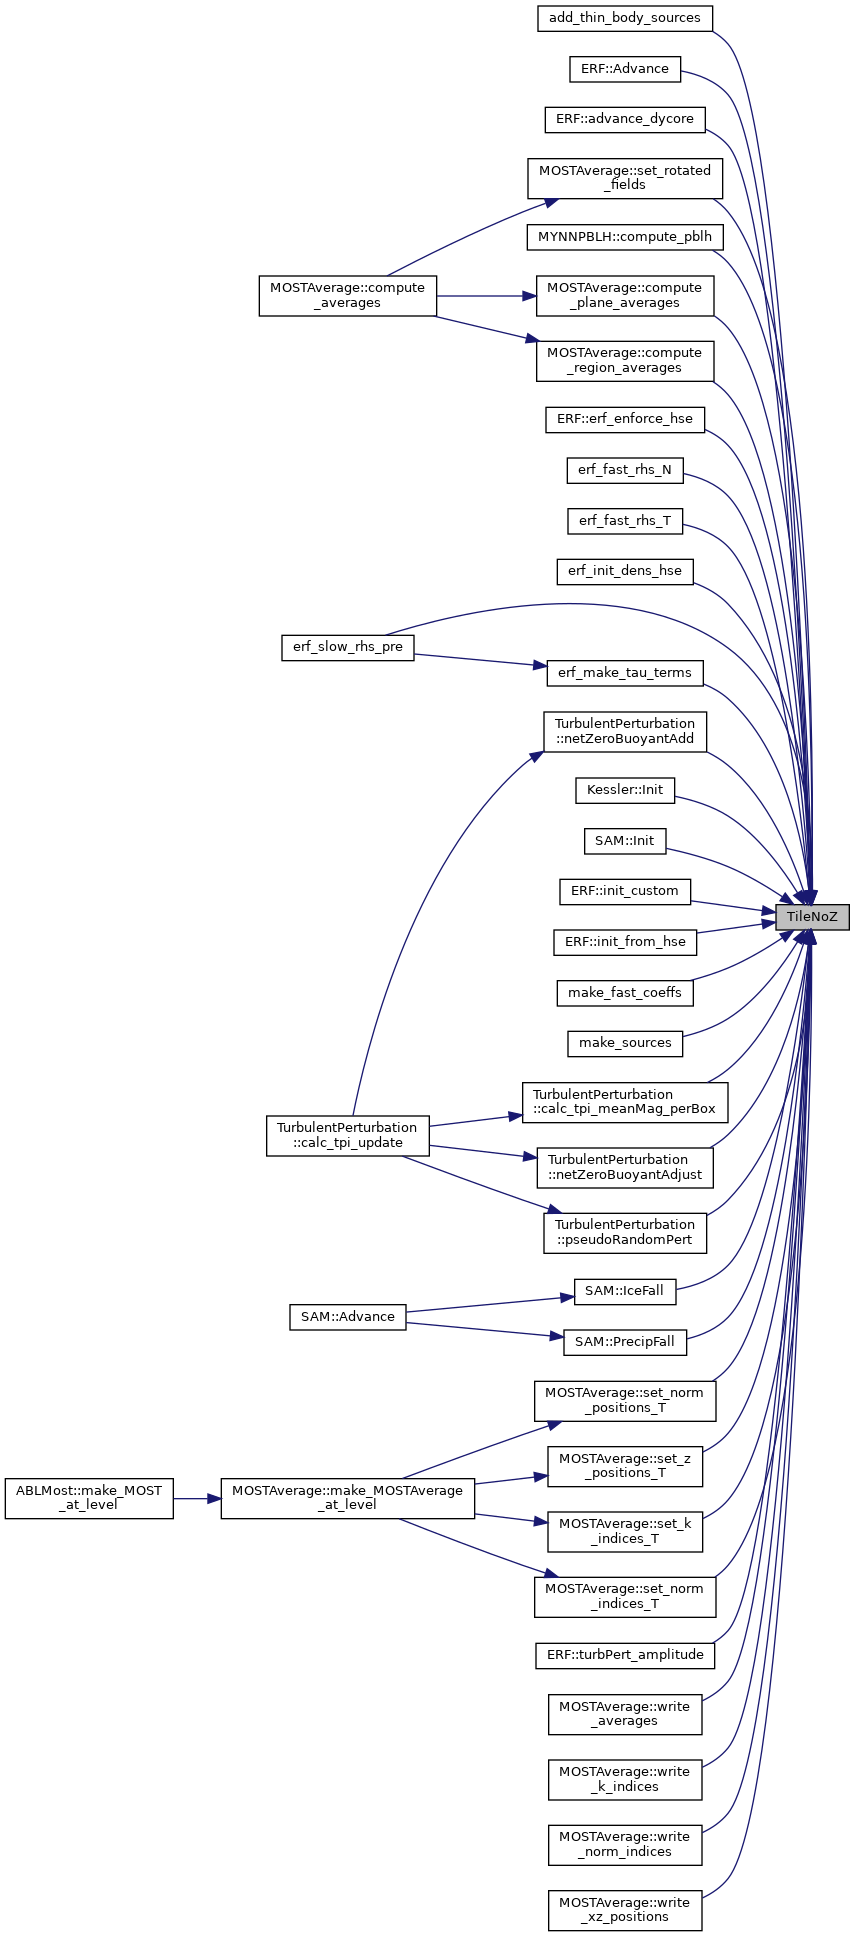 add_thin_body_sources
ERF::Advance
ERF::advance_dycore
MOSTAverage::set_rotated
_fields
MYNNPBLH::compute_pblh
MOSTAverage::compute
_averages
MOSTAverage::compute
_plane_averages
MOSTAverage::compute
_region_averages
ERF::erf_enforce_hse
erf_fast_rhs_N
erf_fast_rhs_T
erf_init_dens_hse
erf_slow_rhs_pre
erf_make_tau_terms
TurbulentPerturbation
::netZeroBuoyantAdd
Kessler::Init
SAM::Init
ERF::init_custom
TileNoZ
ERF::init_from_hse
make_fast_coeffs
make_sources
TurbulentPerturbation
::calc_tpi_meanMag_perBox
TurbulentPerturbation
::calc_tpi_update
TurbulentPerturbation
::netZeroBuoyantAdjust
TurbulentPerturbation
::pseudoRandomPert
SAM::IceFall
SAM::Advance
SAM::PrecipFall
MOSTAverage::set_norm
_positions_T
MOSTAverage::set_z
_positions_T
ABLMost::make_MOST
_at_level
MOSTAverage::make_MOSTAverage
_at_level
MOSTAverage::set_k
_indices_T
MOSTAverage::set_norm
_indices_T
ERF::turbPert_amplitude
MOSTAverage::write
_averages
MOSTAverage::write
_k_indices
MOSTAverage::write
_norm_indices
MOSTAverage::write
_xz_positions